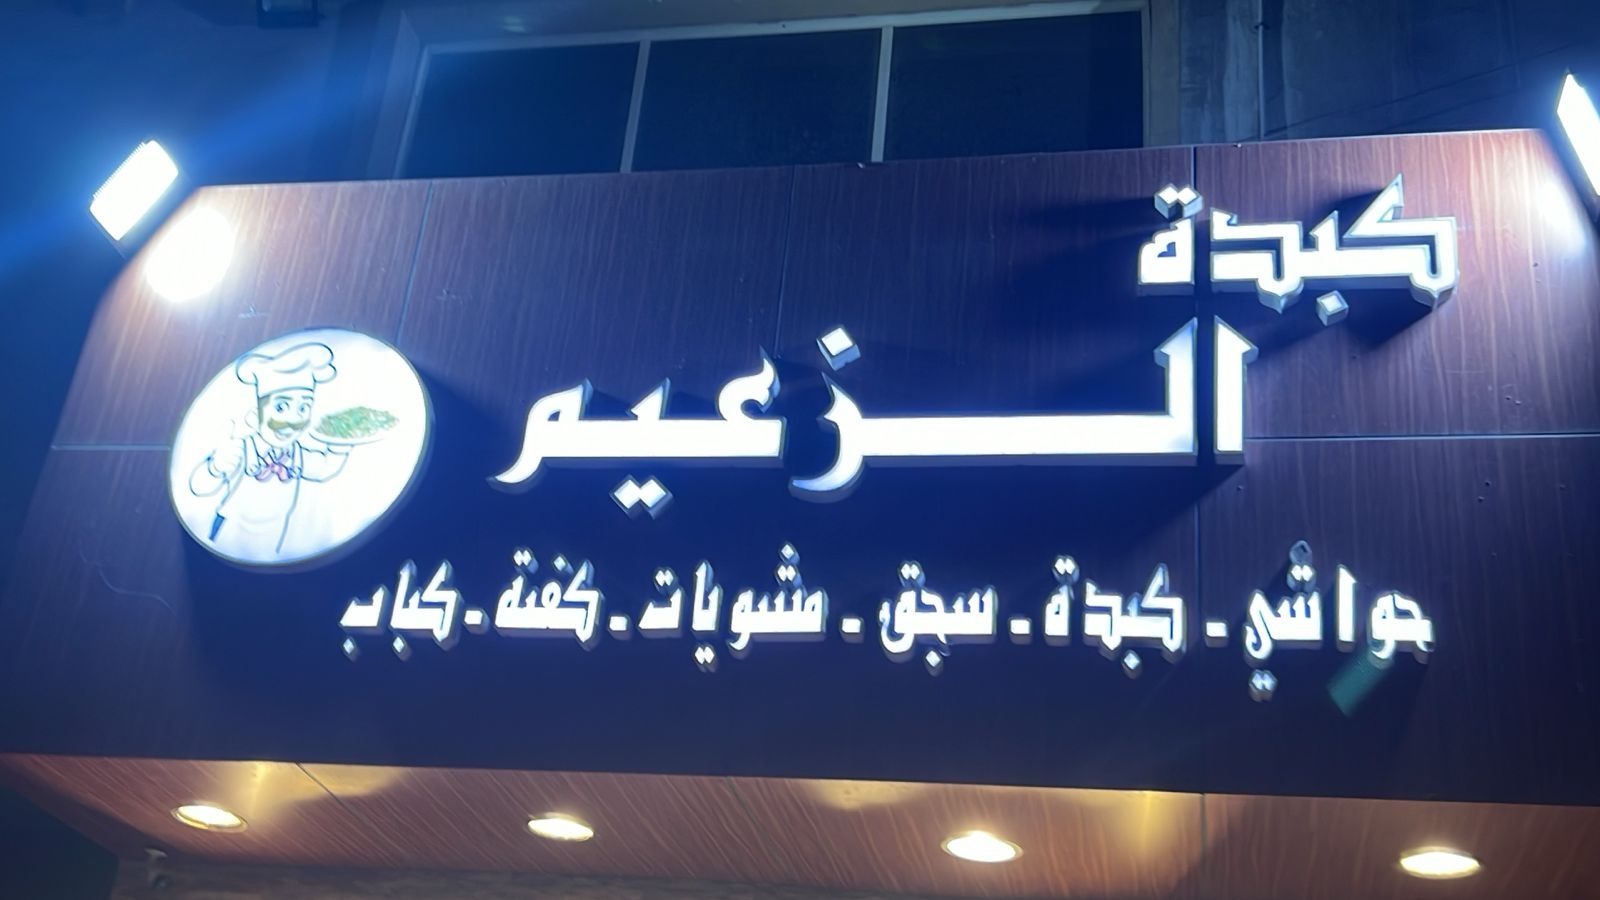 كبدة
الزعيم
حواشي . كبدة . سجق . مشويات . كفتة . كباب